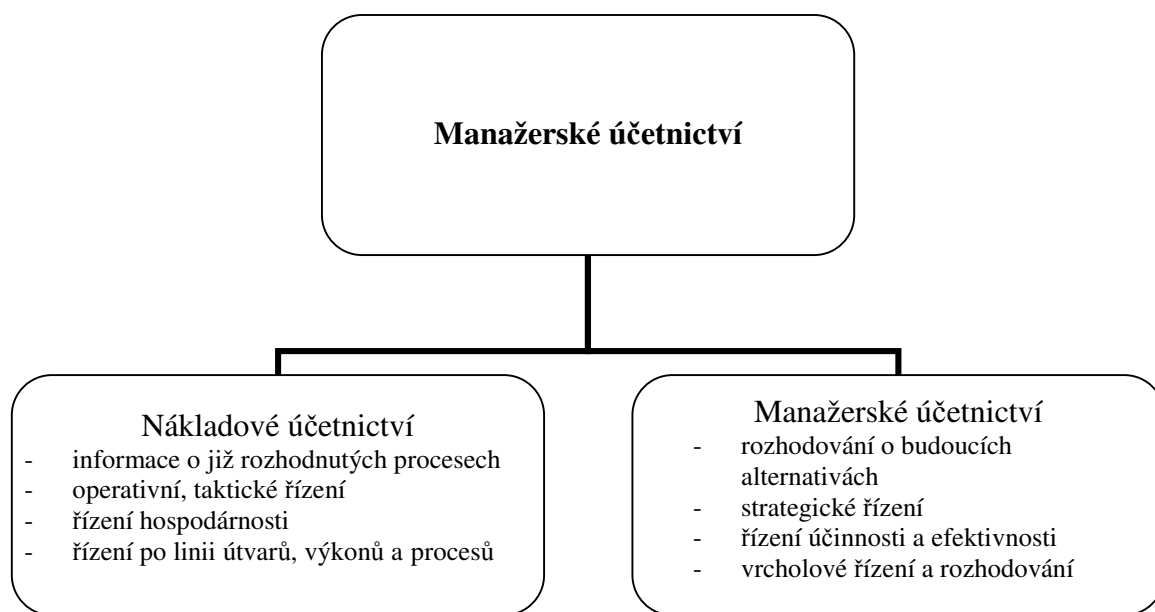 Manažerské účetnictví
Nákladové účetnictví
- informace o již rozhodnutých procesech
- operativní, taktické řízení
- řízení hospodárnosti
- řízení po linii útvarů, výkonů a procesů
Manažerské účetnictví
- rozhodování o budoucích
alternativách
- strategické řízení
- řízení účinnosti a efektivnosti
- vrcholové řízení a rozhodování